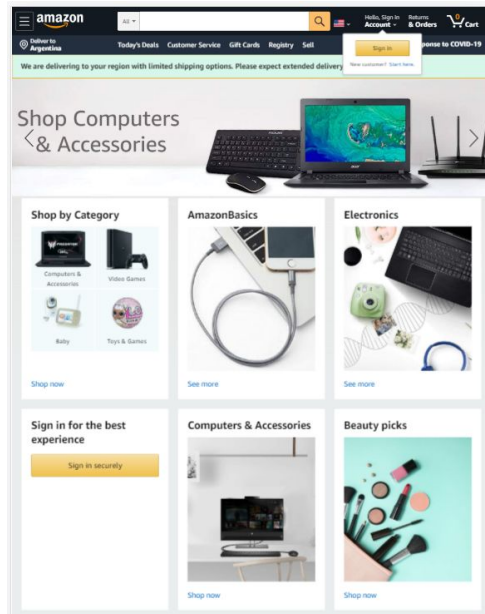 amazon
All
Hello, Sign in
Account
Returns
& Orders
0
Cart
Deliver to
Argentina
Today's Deals Customer Service Gift Cards Registry Sell
ponse to COVID-19
Sign in
New customer? Start here.
We are delivering to your region with limited shipping options. Please expect extended delivery
Shop Computers
& Accessories
acer
Shop by Category
PREDATOR
Computers &
Accessories
Video Games
Baby
Toys & Games
Shop now
AmazonBasics
See more
Electronics
See more
Sign in for the best
experience
Sign in securely
Computers & Accessories
Shop now
Beauty picks
Shop now